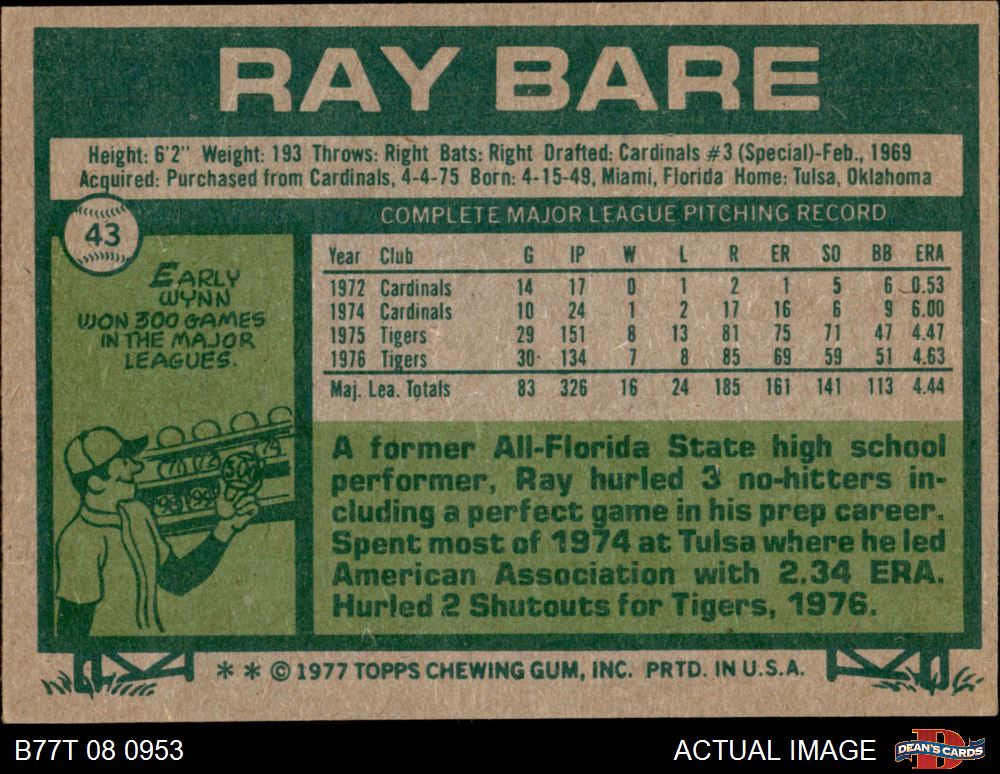 RAY BARE
Height: 6'2" Weight: 193 Throws: Right Bats: Right Drafted: Cardinals #3 (Special)-Feb., 1969
Acquired: Purchased from Cardinals, 4-4-75 Born: 4-15-49, Miami, Florida Home: Tulsa, Oklahoma
43
EARLY
WYNN
WON 300 GAMES
IN THE MAJOR
LEAGUES.
COMPLETE MAJOR LEAGUE PITCHING RECORD
Year Club G IP W L R ER SO BB ERA
1972 Cardinals 14 17 0 1 2 1 5 6 0.53
1974 Cardinals 10 24 1 2 17 16 6 9 6.00
1975 Tigers 29 151 8 13 81 75 71 47 4.47
1976 Tigers 30 134 7 8 85 69 59 51 4.63
Maj. Lea. Totals 83 326 16 24 185 161 141 113 4.44
A former All-Florida State high school
performer, Ray hurled 3 no-hitters in-
cluding a perfect game in his prep career.
Spent most of 1974 at Tulsa where he led
American Association with 2.34 ERA.
Hurled 2 Shutouts for Tigers, 1976.
* * © 1977 TOPPS CHEWING GUM, INC. PRTD. IN U.S.A.
B77T 08 0953
ACTUAL IMAGE
DEAN'S CARDS